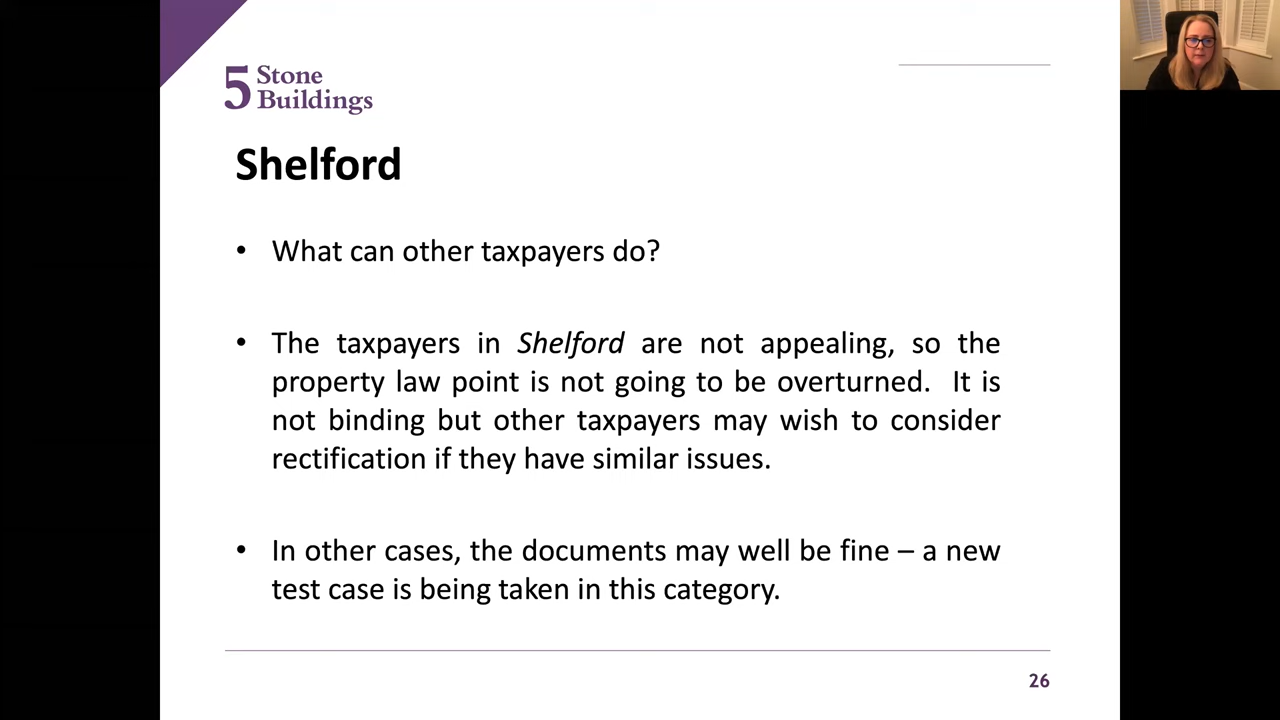 5 Stone
Buildings
Shelford
• What can other taxpayers do?
• The taxpayers in Shelford are not appealing, so the
property law point is not going to be overturned. It is
not binding but other taxpayers may wish to consider
rectification if they have similar issues.
• In other cases, the documents may well be fine – a new
test case is being taken in this category.
26